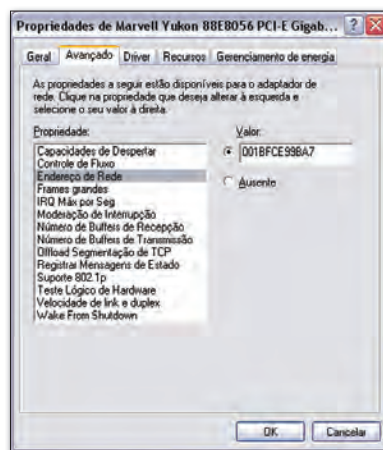 Propriedades de Marvell Yukon 88E8056 PCI-E Gigab...
Geral Avançado Driver Recursos Gerenciamento de energia
As propriedades a seguir estão disponíveis para o adaptador de
rede. Clique na propriedade que deseja alterar à esquerda e
selecione o seu valor à direita.
Propriedade:
Valor:
Capacidades de Despertar
Controle de Fluxo
Endereço de Rede
Frames grandes
IRQ Máx por Seg
Moderação de Interrupção
Número de Buffers de Recepção
Número de Buffers de Transmissão
Offload Segmentação de TCP
Registrar Mensagens de Estado
Suporte 802.1p
Teste Lógico de Hardware
Velocidade de link e duplex
Wake From Shutdown
001BFCE99BA7
Ausente
OK Cancelar